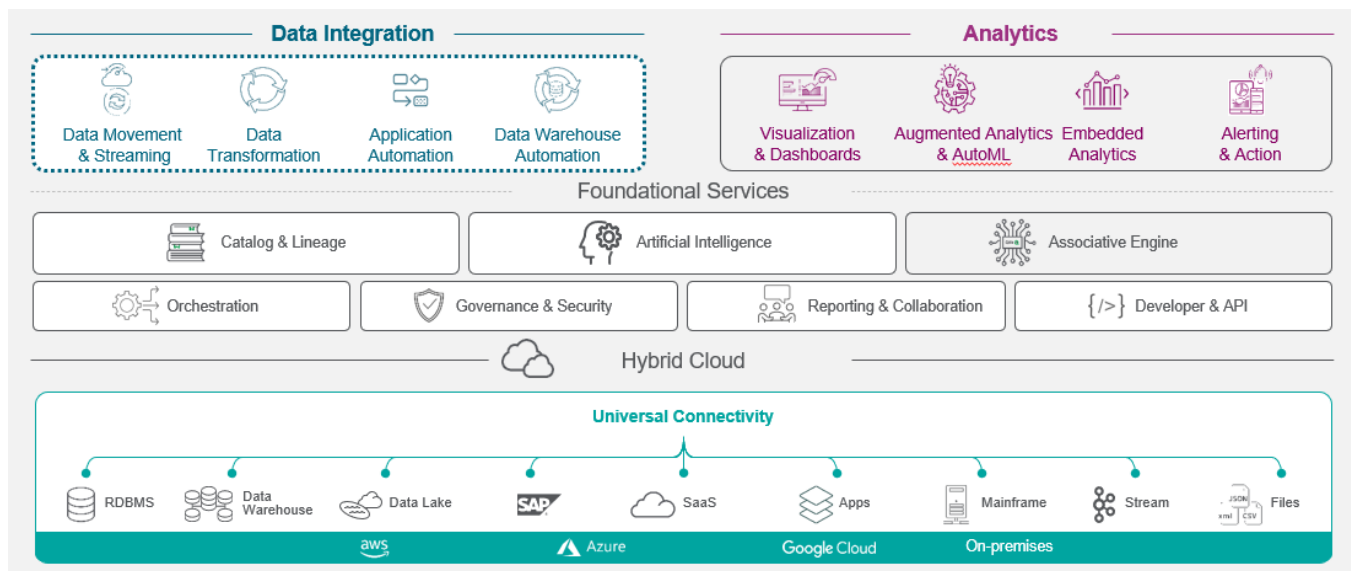 Data Integration
Analytics
Data Movement
& Streaming
Data
Transformation
Application
Automation
Data Warehouse
Automation
Visualization
& Dashboards
Augmented Analytics
& AutoML
Embedded
Analytics
Alerting
& Action
Foundational Services
Catalog & Lineage
Artificial Intelligence
Associative Engine
Orchestration
Governance & Security
Reporting & Collaboration
{/>} Developer & API
Hybrid Cloud
Universal Connectivity
RDBMS
Data
Warehouse
Data Lake
SAP
SaaS
Apps
Mainframe
Stream
JSON
xml
CSV
Files
aws
Azure
Google Cloud
On-premises